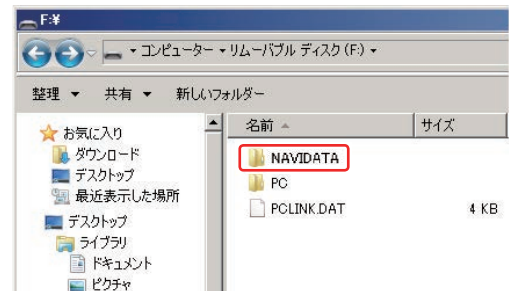 F:¥
コンピューター ▾ リムーバブル ディスク (F:) ▾
整理 ▼ 共有 ▼ 新しいフォルダー
お気に入り
ダウンロード
デスクトップ
最近表示した場所
デスクトップ
ライブラリ
ドキュメント
ピクチャ
名前 サイズ
NAVIDATA
PC
PCLINK.DAT 4 KB